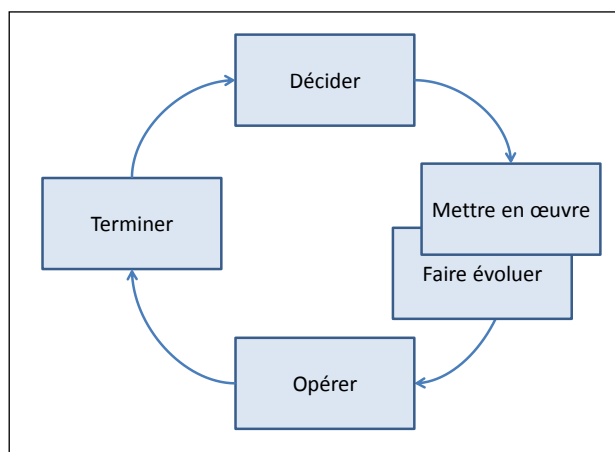 Décider
Mettre en œuvre
Faire évoluer
Opérer
Terminer